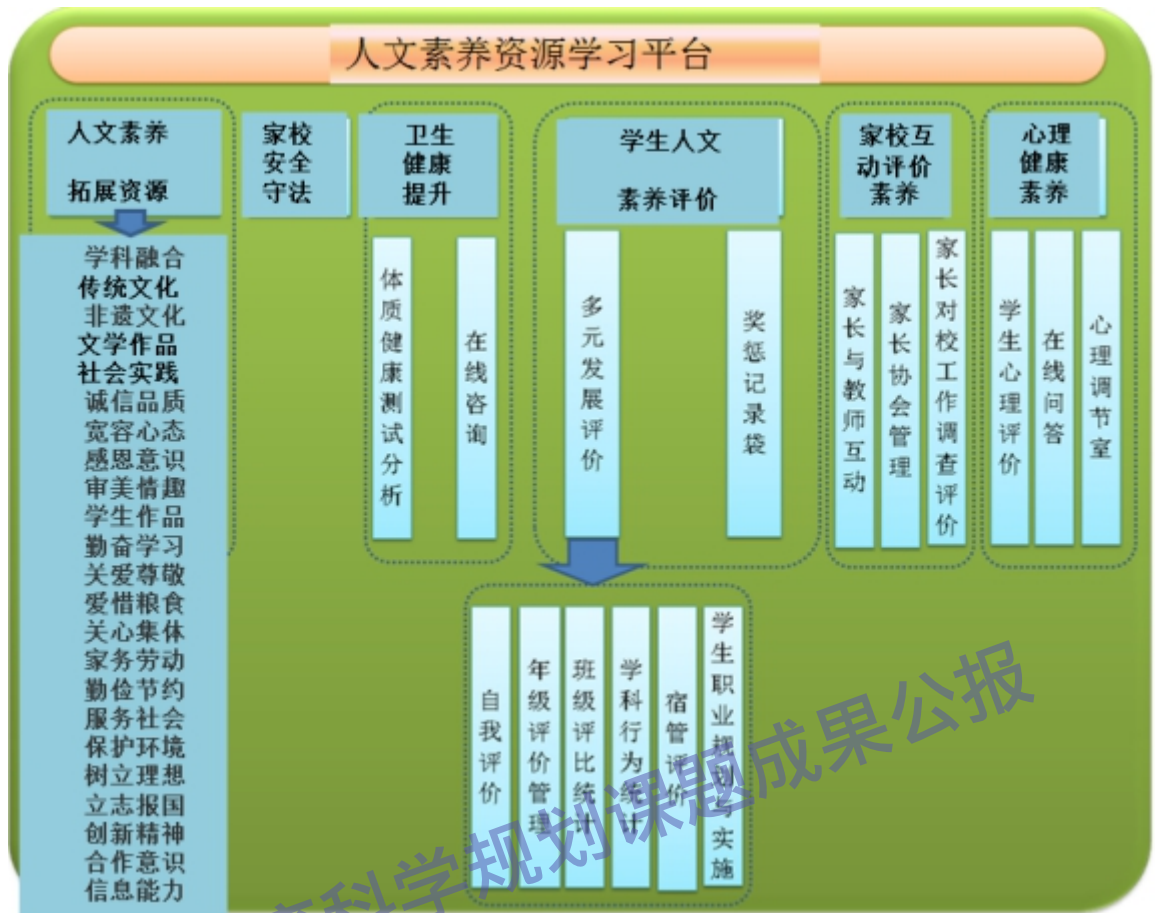 人文素养资源学习平台
人文素养
拓展资源
家校
安全
守法
卫生
健康
提升
学生人文
素养评价
家校互
动评价
素养
心理
健康
素养
学科融合
传统文化
非遗文化
文学作品
社会实践
诚信品质
宽容心态
感恩意识
审美情趣
学生作品
勤奋学习
关爱尊敬
爱惜粮食
关心集体
家务劳动
勤俭节约
服务社会
保护环境
树立理想
立志报国
创新精神
合作意识
信息能力
体质健康测试分析
在线咨询
多元发展评价
奖惩记录袋
家长与教师互动
家长协会管理
家长对校工作调查评价
学生心理评价
在线问答
心理调节室
自我评价
年级评价管理
班级评比统计
学科行为统计
宿管评价
学生职业规划与实施
科学规划课题成果公报